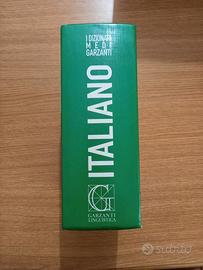 I DIZIONARI
MEDI
GARZANTI
ITALIANO
G
GARZANTI
LINGUISTICA
subito